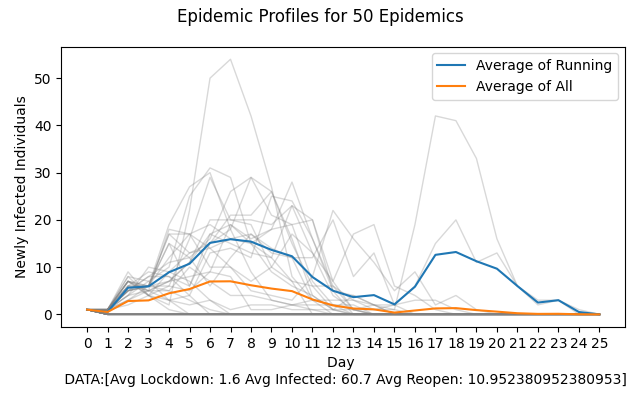 Epidemic Profiles for 50 Epidemics
Newly Infected Individuals
50
40
30
20
10
0
Average of Running
Average of All
0 1 2 3 4 5 6 7 8 9 10 11 12 13 14 15 16 17 18 19 20 21 22 23 24 25
Day
DATA:[Avg Lockdown: 1.6 Avg Infected: 60.7 Avg Reopen: 10.952380952380953]